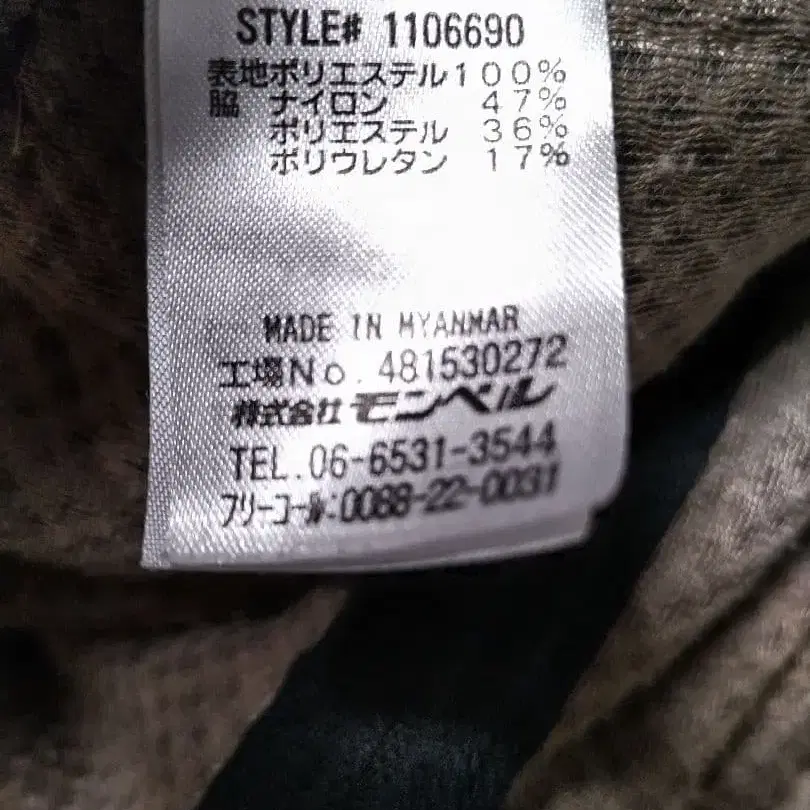 STYLE# 1106690
表地ポリエステル100%
脇 ナイロン 47%
ポリエステル 36%
ポリウレタン 17%
MADE IN MYANMAR
工場No. 481530272
株式会社 モンベル
TEL.06-6531-3544
フリーコール:0088-22-0031